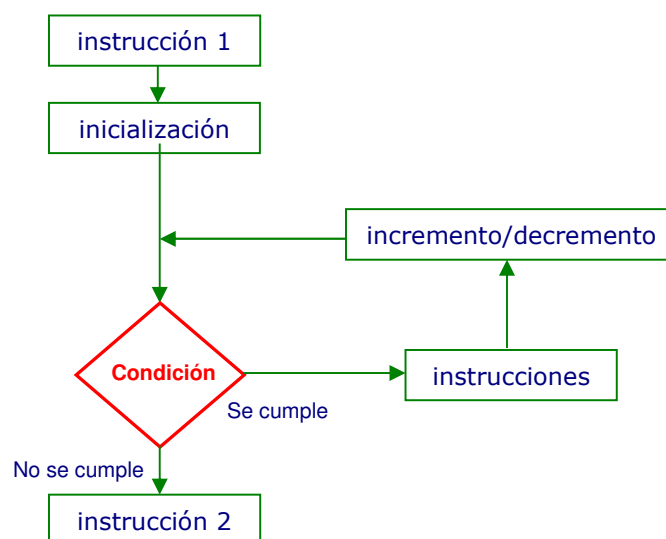 instrucción 1
inicialización
incremento/decremento
Condición
instrucciones
Se cumple
No se cumple
instrucción 2